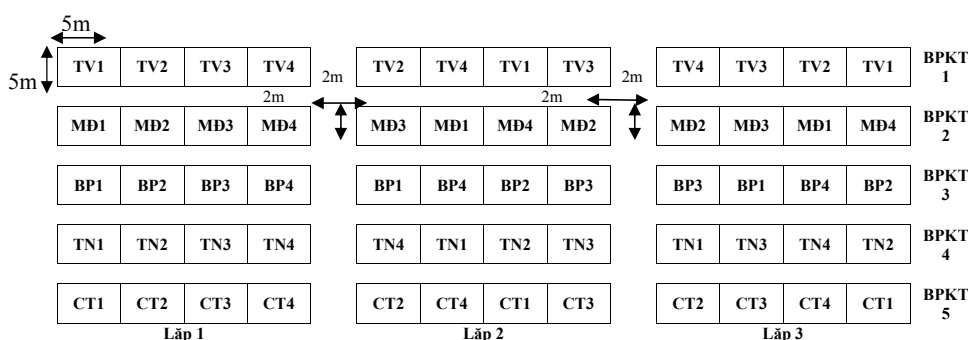 5m
5m TV1 TV2 TV3 TV4 TV2 TV4 TV1 TV3 TV4 TV3 TV2 TV1 BPKT 1
2m 2m
2m 2m
MĐ1 MĐ2 MĐ3 MĐ4 MĐ3 MĐ1 MĐ4 MĐ2 MĐ2 MĐ3 MĐ1 MĐ4 BPKT 2
BP1 BP2 BP3 BP4 BP1 BP4 BP2 BP3 BP3 BP1 BP4 BP2 BPKT 3
TN1 TN2 TN3 TN4 TN4 TN1 TN2 TN3 TN1 TN3 TN4 TN2 BPKT 4
CT1 CT2 CT3 CT4 CT2 CT4 CT1 CT3 CT2 CT3 CT4 CT1 BPKT 5
Lặp 1 Lặp 2 Lặp 3